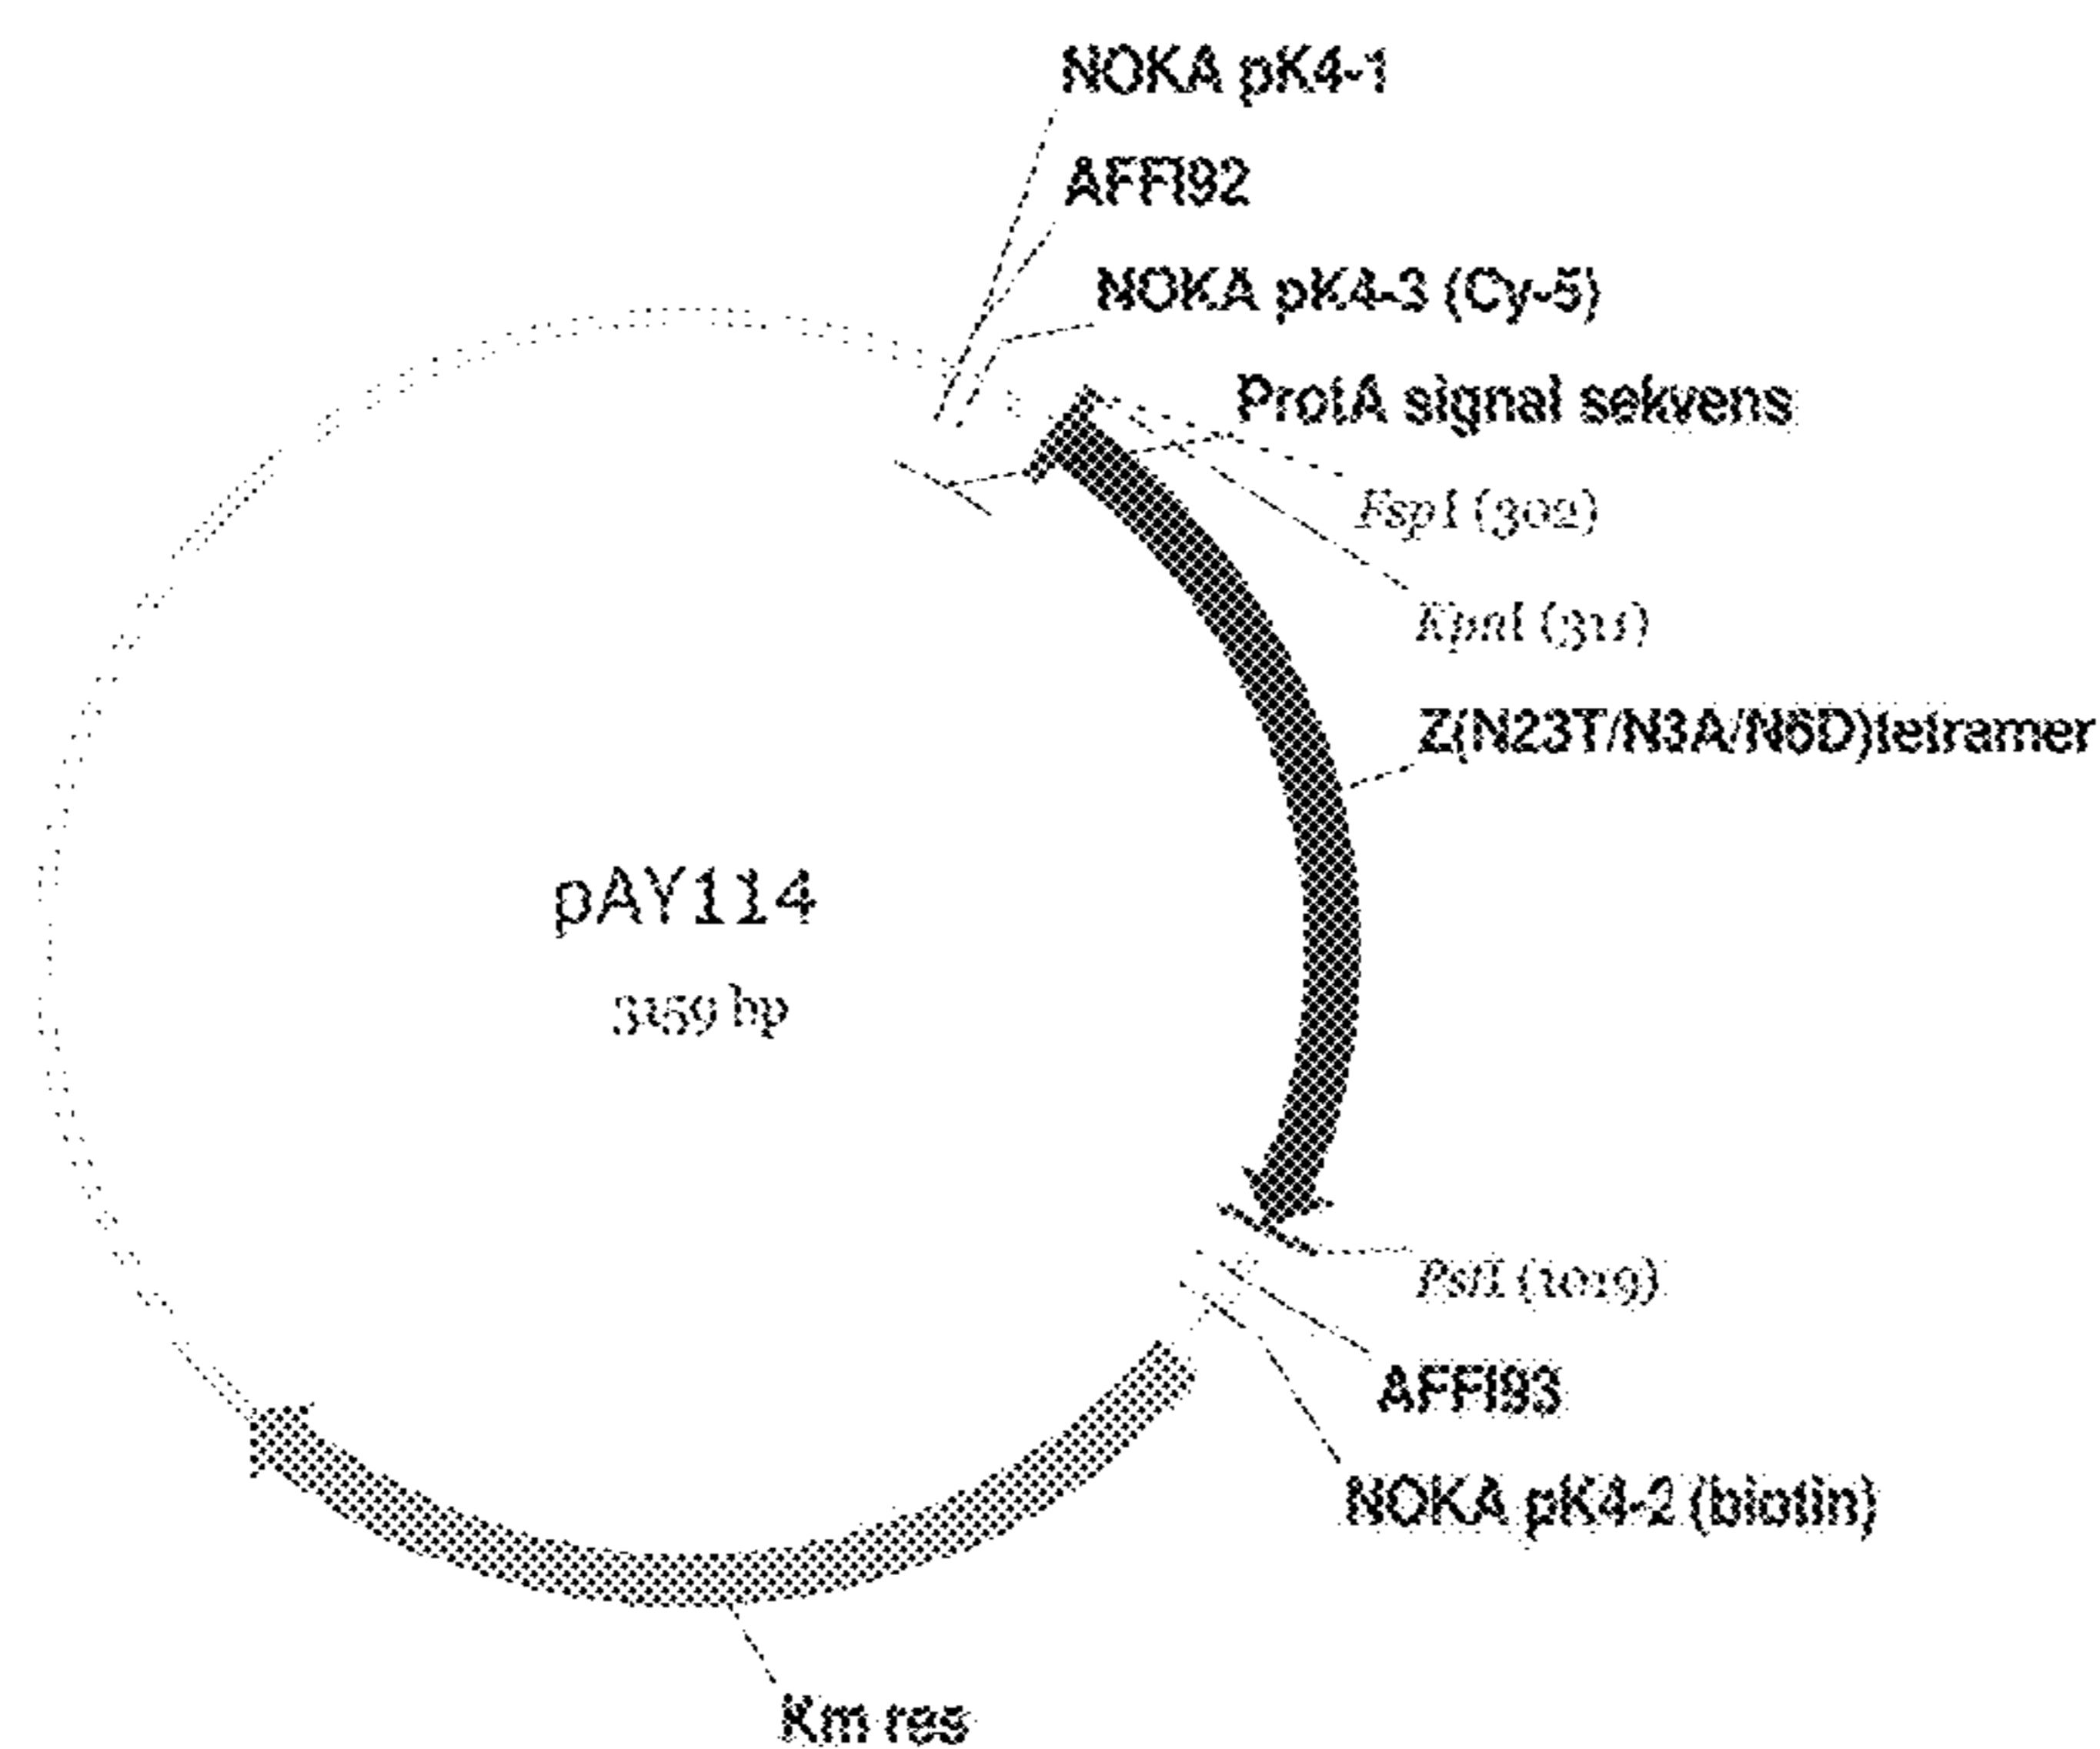 NOKA pK4-1
AFFI92
NOKA pK4-3 (Cy-5)
ProtA signal sekvens
FspI (302)
KpnI (311)
Z(N23T/N3A/N6D)tetramer
pAY114
3159 bp
PstI (1019)
AFFI93
NOKA pK4-2 (biotin)
Km res